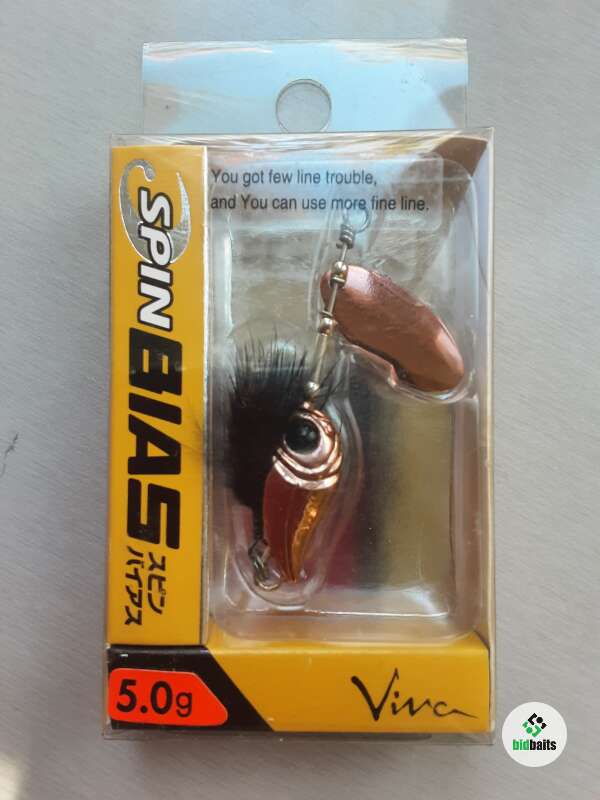 You got few line trouble,
and You can use more fine line.
SPIN
BIAS
スピン
バイアス
5.0g
Viva
bidbaits